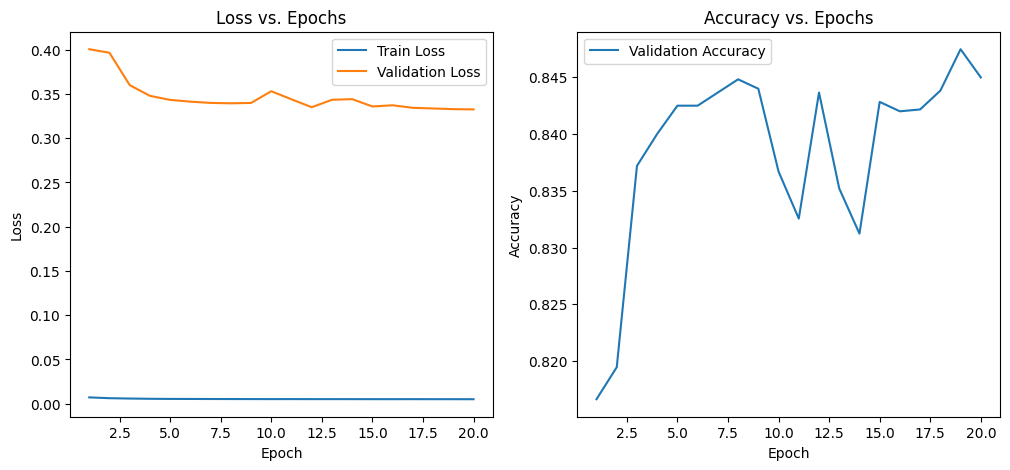 Loss vs. Epochs
Train Loss
Validation Loss
0.40
0.35
0.30
0.25
0.20
0.15
0.10
0.05
0.00
Loss
2.5 5.0 7.5 10.0 12.5 15.0 17.5 20.0
Epoch
Accuracy vs. Epochs
Validation Accuracy
0.845
0.840
0.835
0.830
0.825
0.820
Accuracy
2.5 5.0 7.5 10.0 12.5 15.0 17.5 20.0
Epoch